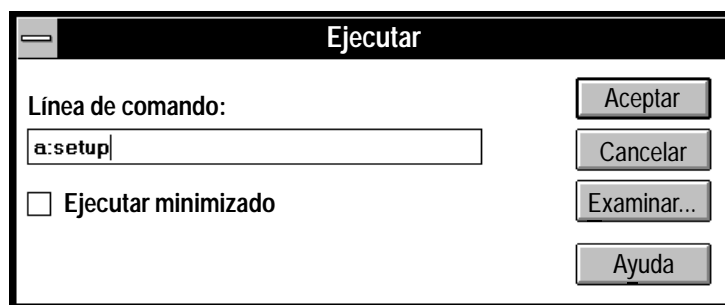 Ejecutar
Línea de comando:
a:setup
Ejecutar minimizado
Aceptar
Cancelar
Examinar...
Ayuda